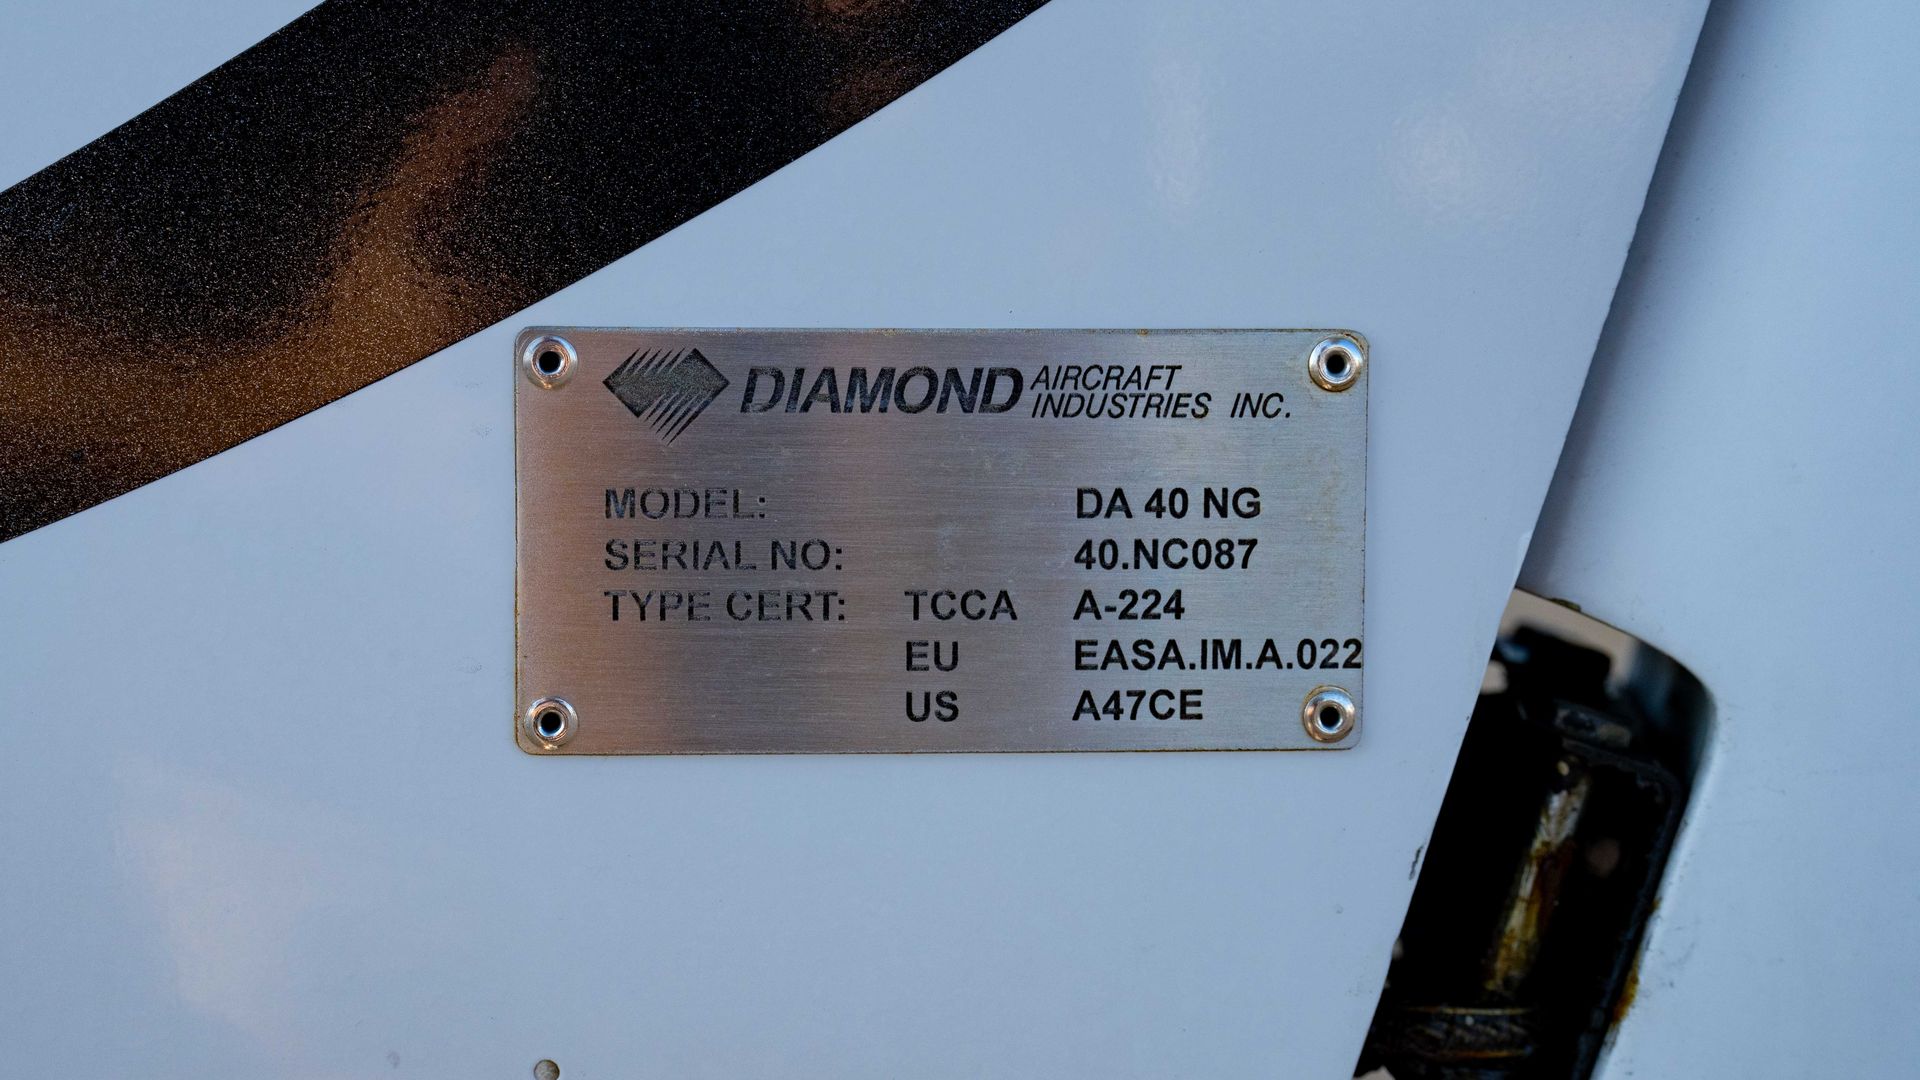 DIAMOND AIRCRAFT INDUSTRIES INC.
MODEL: DA 40 NG
SERIAL NO: 40.NC087
TYPE CERT: TCCA A-224
EU EASA.IM.A.022
US A47CE